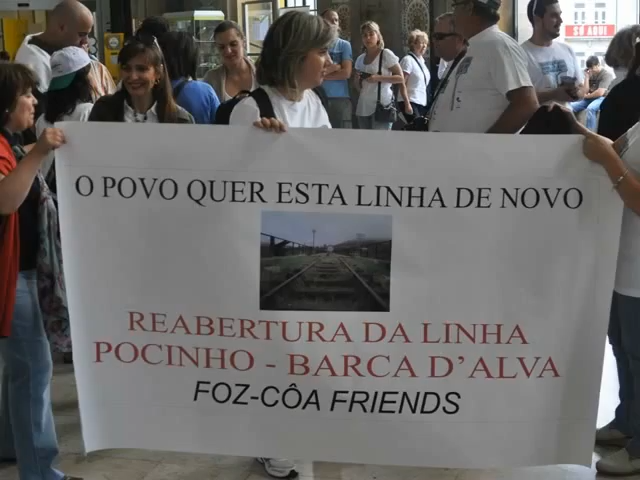 O POVO QUER ESTA LINHA DE NOVO
REABERTURA DA LINHA
POCINHO - BARCA D'ALVA
FOZ-CÔA FRIENDS